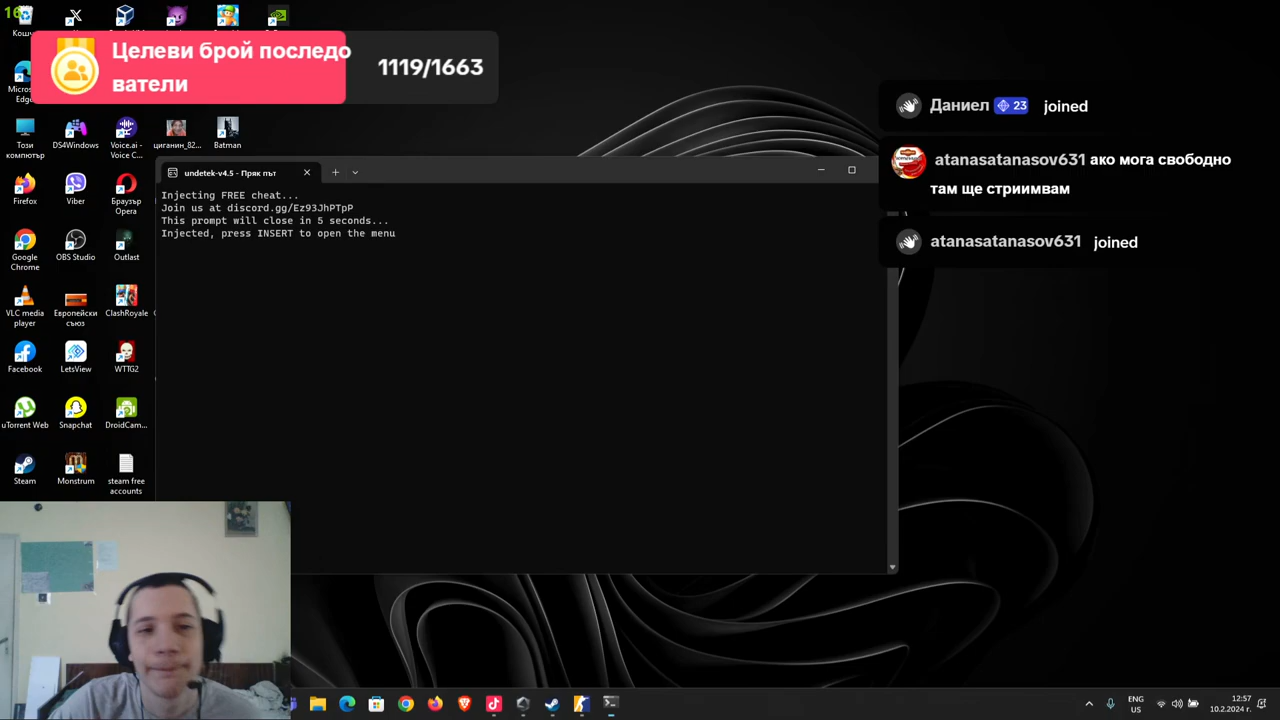 Целеви брой последо
ватели
1119/1663
Даниел 23 joined
atanasatanasov631 ако мога свободно
там ще стриимвам
atanasatanasov631 joined
Microso
Edge
Този
компютър
DS4Windows
Voice.ai -
Voice C...
циганин_82...
Batman
undetek-v4.5 - Пряк път
Injecting FREE cheat...
Join us at discord.gg/Ez93JhPTpP
This prompt will close in 5 seconds...
Injected, press INSERT to open the menu
Firefox
Viber
Браузър
Opera
Google
Chrome
OBS Studio
Outlast
VLC media
player
Европейски
съюз
ClashRoyale
Facebook
LetsView
WTTG2
uTorrent Web
Snapchat
DroidCam...
Steam
Monstrum
steam free
accounts
ENG
US
12:57
10.2.2024 г.